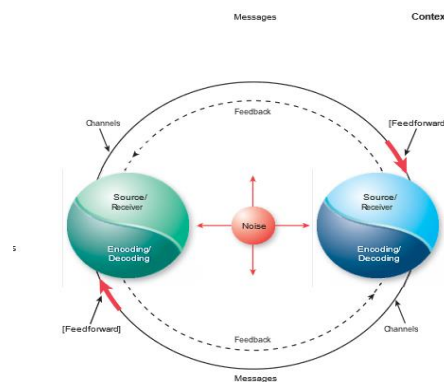 Messages
Contex
Feedback
Channels
[Feedforward
Source/
Receiver
Encoding/
Decoding
Noise
Source/
Receiver
Encoding/
Decoding
s
[Feedforward]
Feedback
Channels
Messages